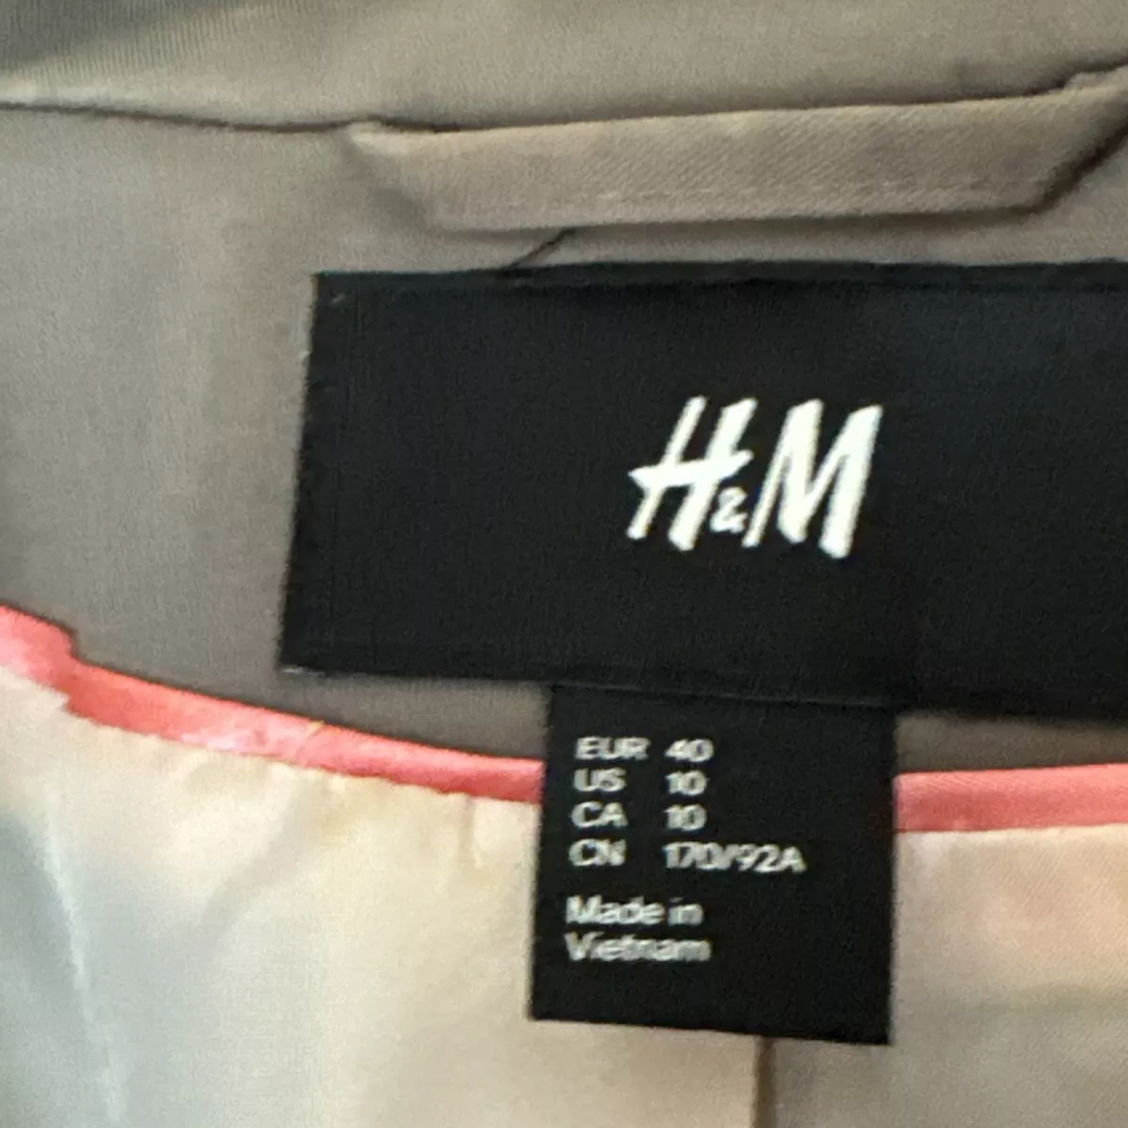 H&M
EUR 40
US 10
CA 10
CN 170/92A
Made in
Vietnam